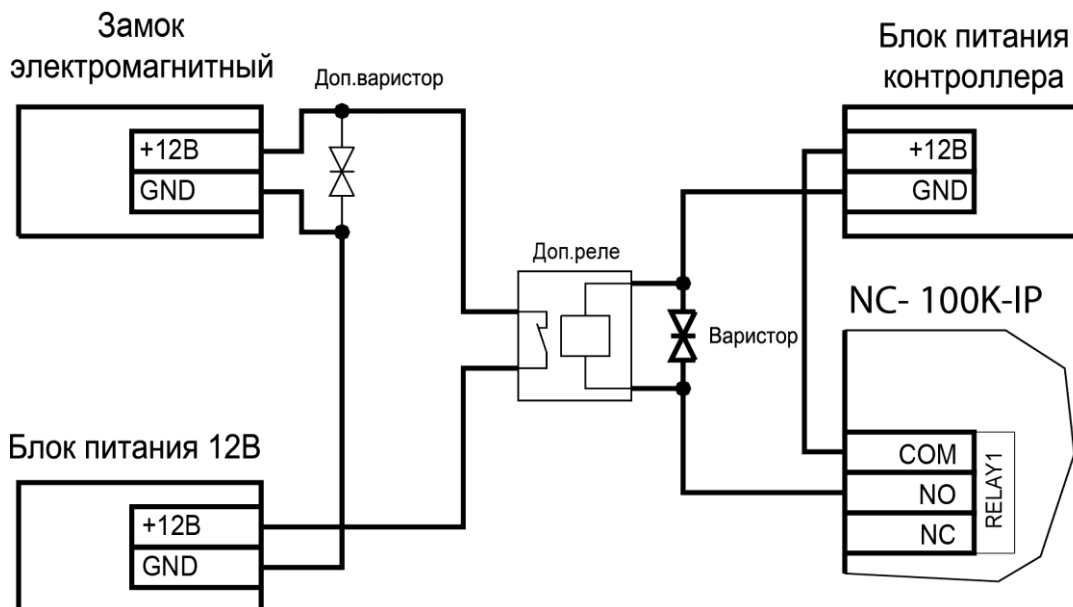 Замок
электромагнитный
+12В
GND
Доп.варистор
Доп.реле
Варистор
Блок питания
контроллера
+12В
GND
NC- 100K-IP
COM
NO
NC
RELAY1
Блок питания 12В
+12В
GND